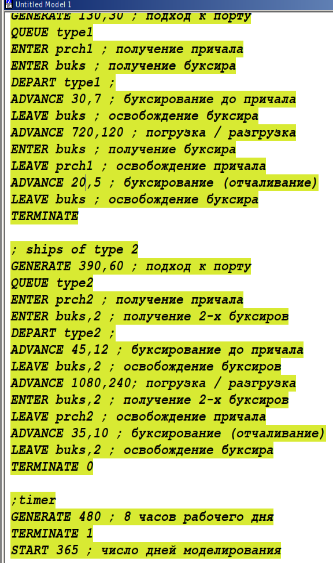 Untitled Model 1
GENERATE 130,30 ; подход к порту
QUEUE type1
ENTER prch1 ; получение причала
ENTER buks ; получение буксира
DEPART type1 ;
ADVANCE 30,7 ; буксирование до причала
LEAVE buks ; освобождение буксира
ADVANCE 720,120 ; погрузка / разгрузка
ENTER buks ; получение буксира
LEAVE prch1 ; освобождение причала
ADVANCE 20,5 ; буксирование (отчаливание)
LEAVE buks ; освобождение буксира
TERMINATE
; ships of type 2
GENERATE 390,60 ; подход к порту
QUEUE type2
ENTER prch2 ; получение причала
ENTER buks,2 ; получение 2-х буксиров
DEPART type2 ;
ADVANCE 45,12 ; буксирование до причала
LEAVE buks,2 ; освобождение буксиров
ADVANCE 1080,240; погрузка / разгрузка
ENTER buks,2 ; получение 2-х буксиров
LEAVE prch2 ; освобождение причала
ADVANCE 35,10 ; буксирование (отчаливание)
LEAVE buks,2 ; освобождение буксира
TERMINATE 0
;timer
GENERATE 480 ; 8 часов рабочего дня
TERMINATE 1
START 365 ; число дней моделирования